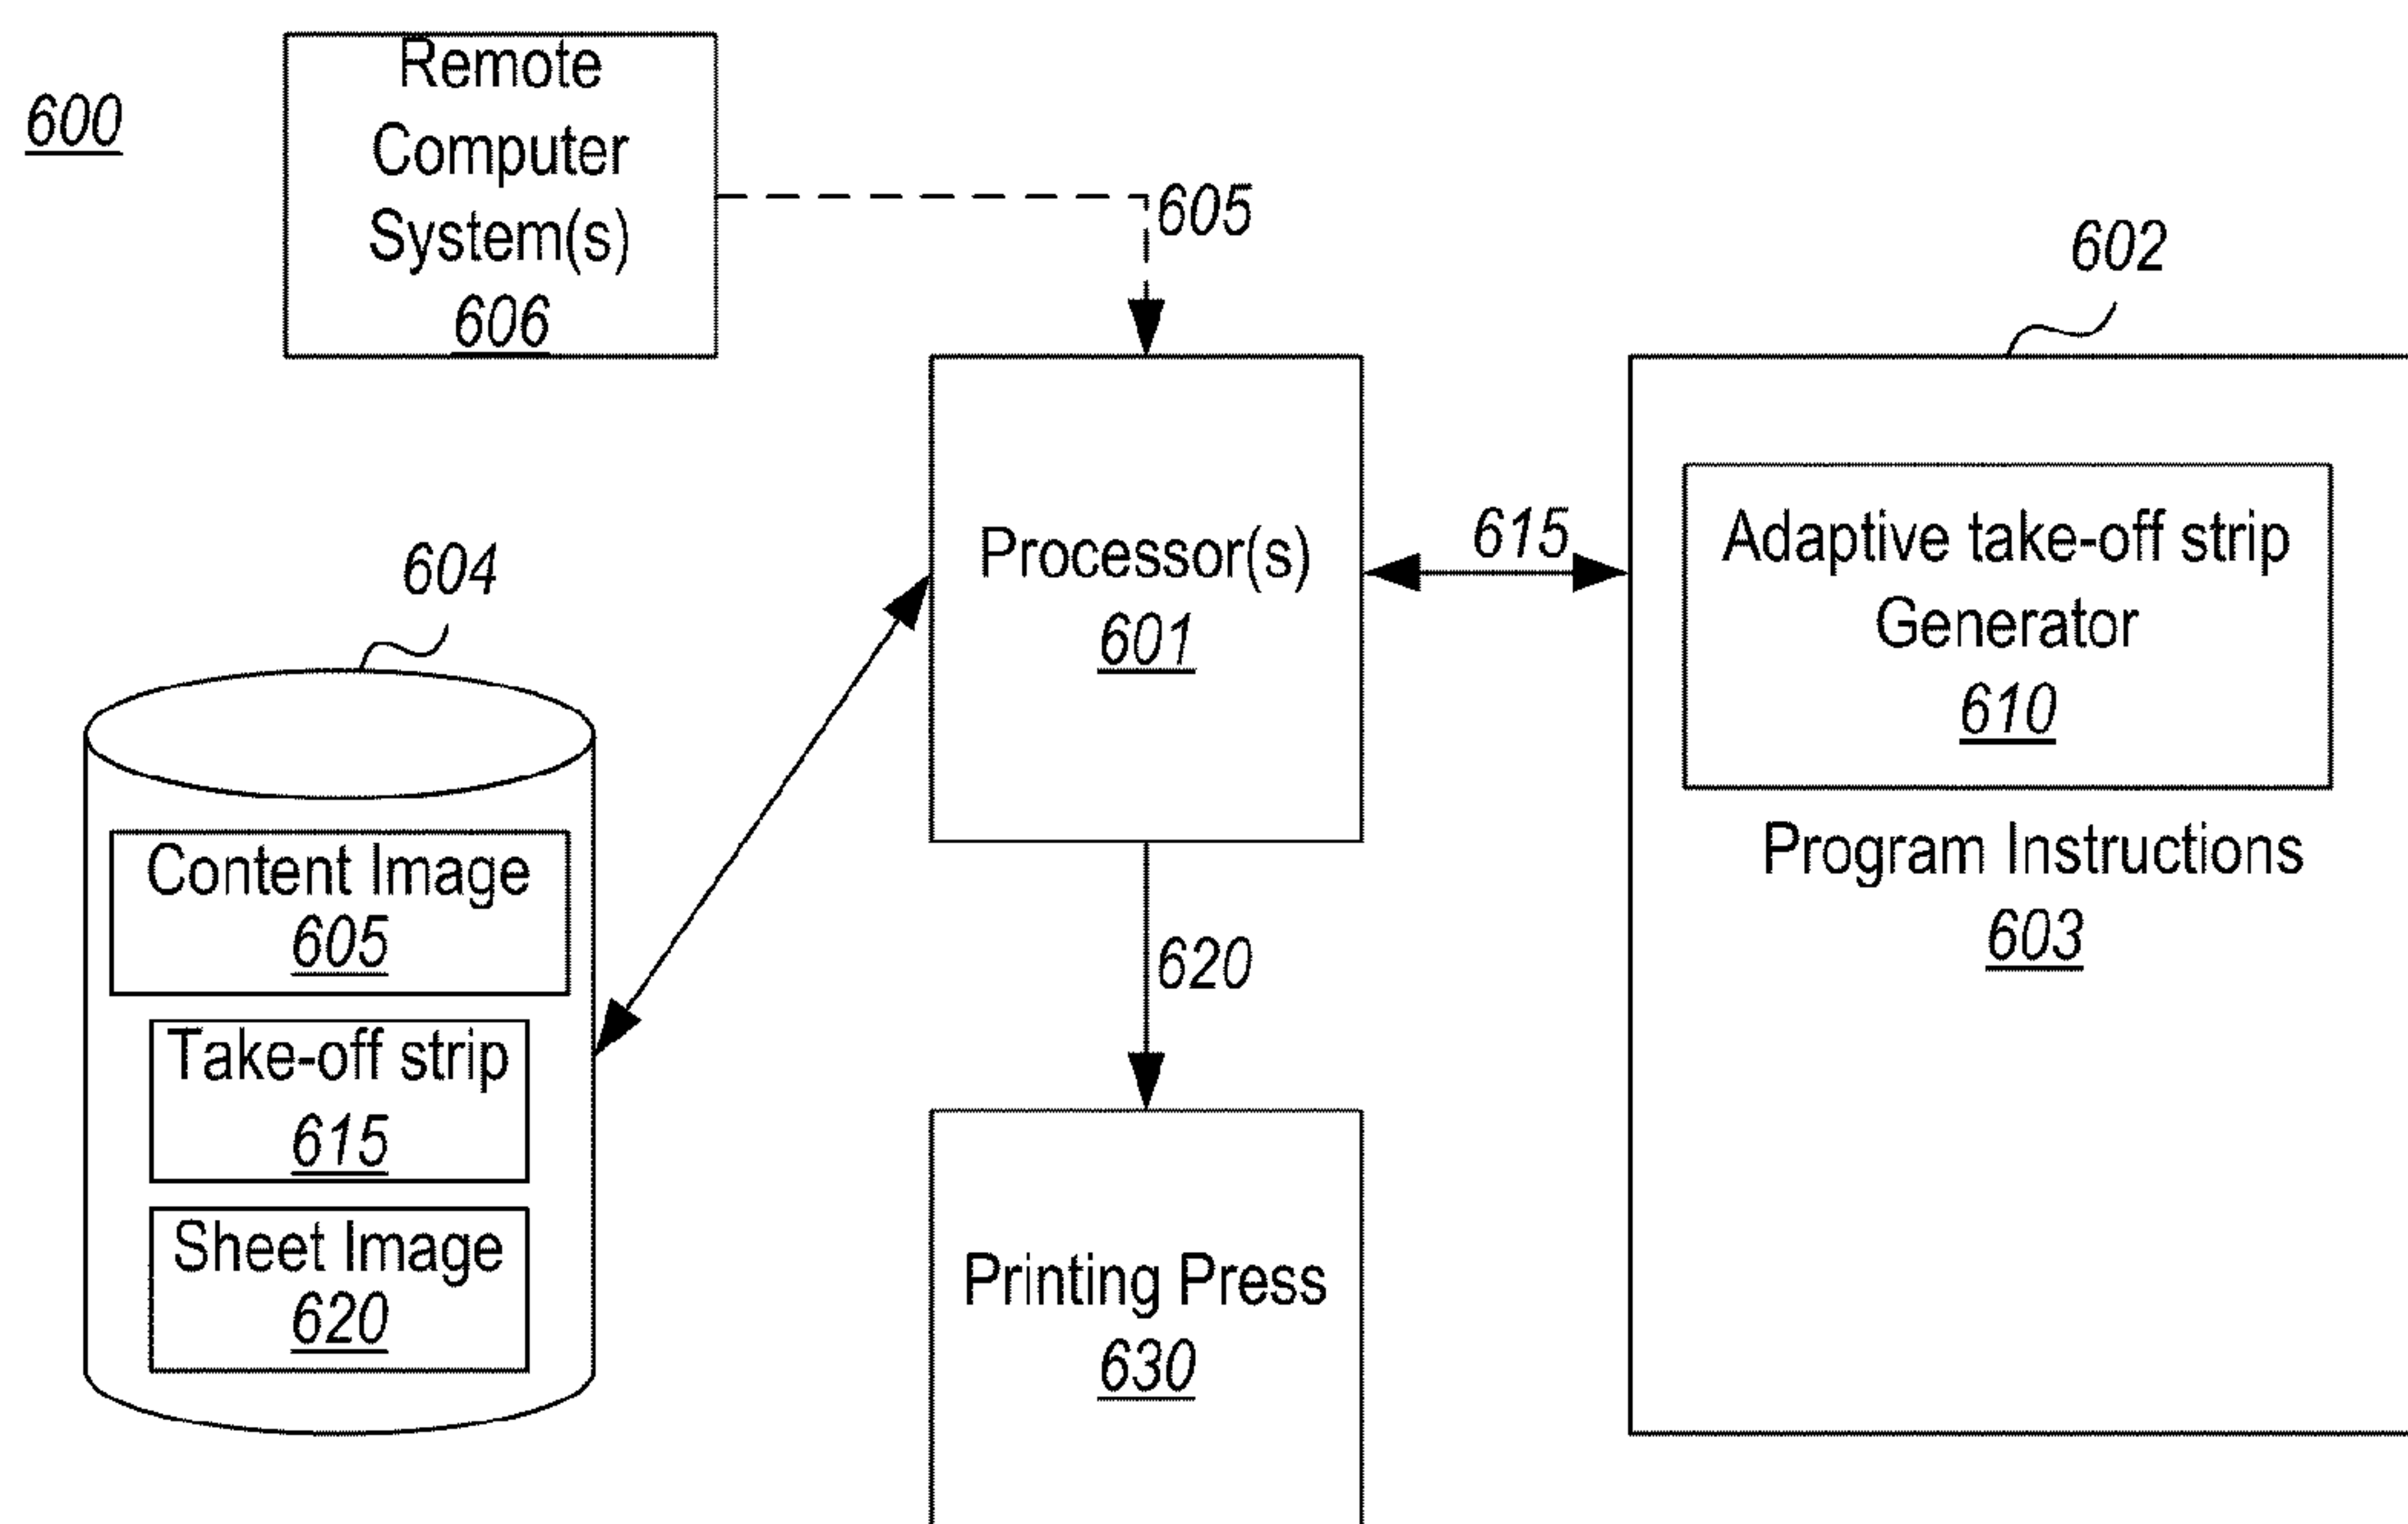 600
Remote
Computer
System(s)
606
605
602
Processor(s)
601
615
Adaptive take-off strip
Generator
610
Program Instructions
603
604
Content Image
605
Take-off strip
615
Sheet Image
620
620
Printing Press
630